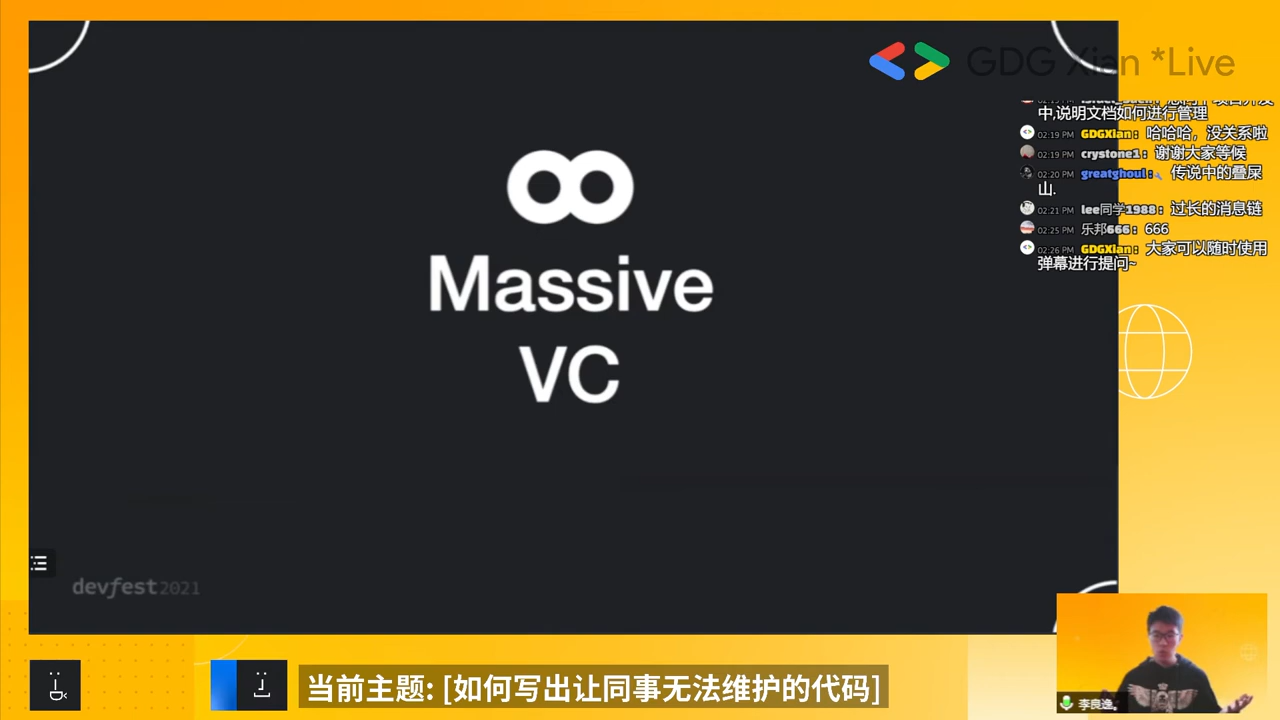 GDG Xian *Live
∞
Massive
VC
中,说明文档如何进行管理
02:19 PM GDGXian: 哈哈哈，没关系啦
02:19 PM crystone1: 谢谢大家等候
02:20 PM greatghoul: 传说中的叠屎
山.
02:21 PM lee同学1988: 过长的消息链
02:25 PM 乐邦666: 666
02:26 PM GDGXian: 大家可以随时使用
弹幕进行提问~
devfest2021
当前主题: [如何写出让同事无法维护的代码]
李良逸